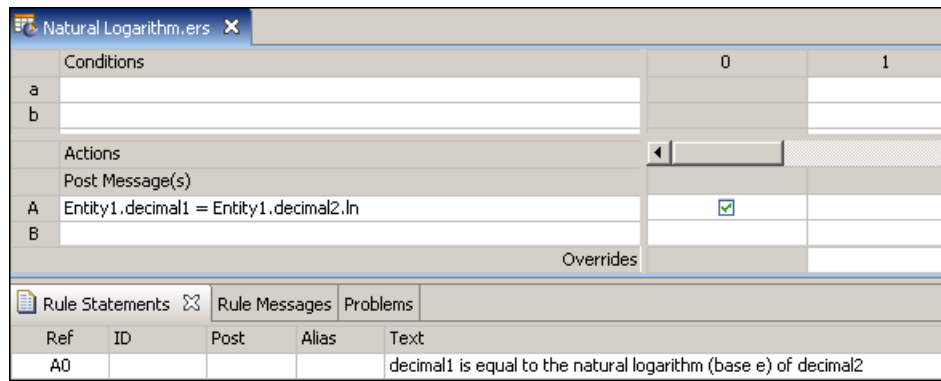 Natural Logarithm.ers
Conditions 0 1
a
b
Actions
Post Message(s)
A Entity1.decimal1 = Entity1.decimal2.ln
B
Overrides
Rule Statements Rule Messages Problems
Ref ID Post Alias Text
A0 decimal1 is equal to the natural logarithm (base e) of decimal2